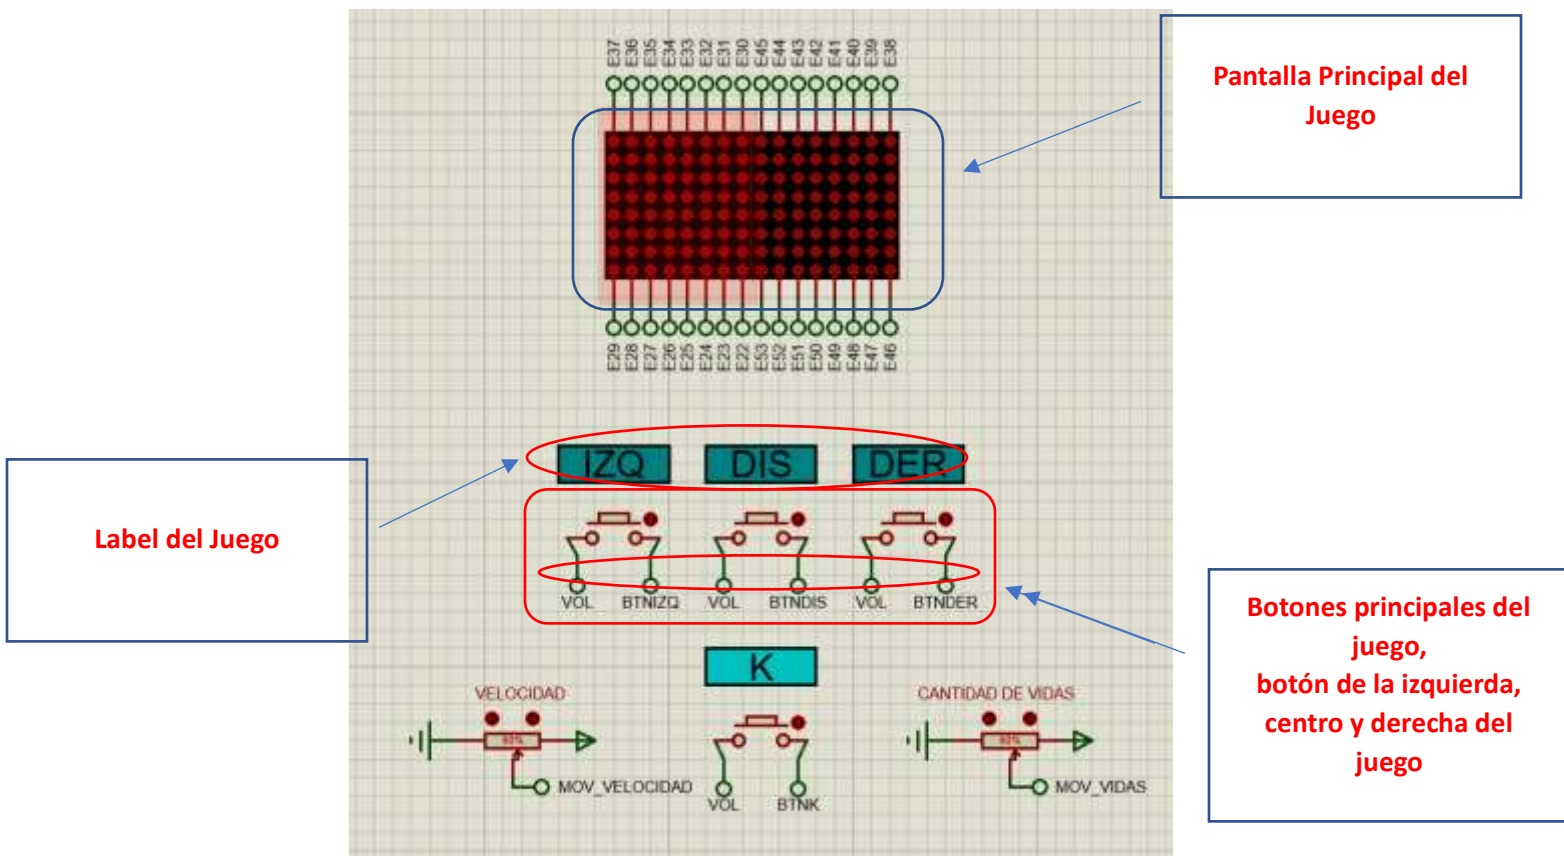 E37 E36 E35 E34 E33 E32 E31 E30 E45 E44 E43 E42 E41 E40 E39 E38
Pantalla Principal del
Juego
E29 E28 E27 E26 E25 E24 E23 E22 E53 E52 E51 E50 E49 E48 E47 E46
IZQ DIS DER
Label del Juego
VOL BTNIZQ VOL BTNDIS VOL BTNDER
Botones principales del
juego,
botón de la izquierda,
centro y derecha del
juego
K
VELOCIDAD
CANTIDAD DE VIDAS
MOV_VELOCIDAD
VOL BTNK
MOV_VIDAS